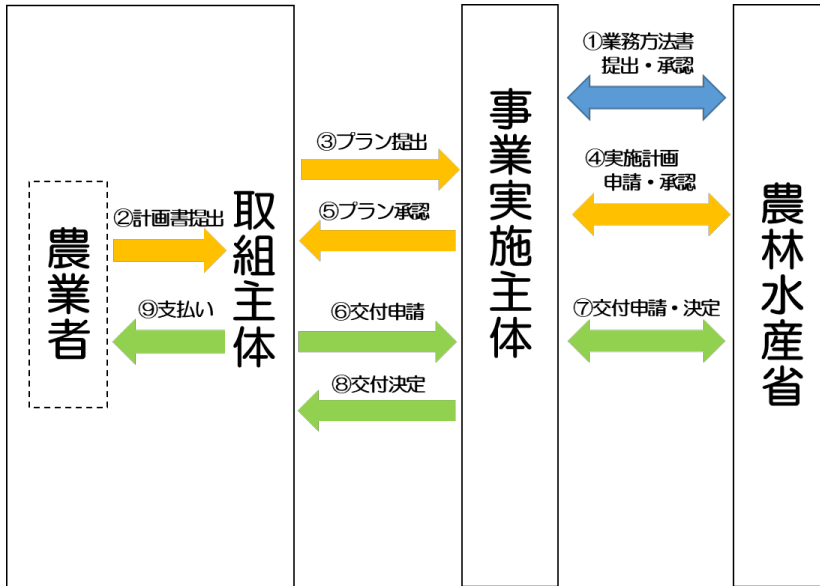 ①業務方法書
提出・承認
③プラン提出
④実施計画
申請・承認
②計画書提出
⑤プラン承認
⑨支払い
⑥交付申請
⑦交付申請・決定
⑧交付決定
農業者
取組主体
事業実施主体
農林水産省